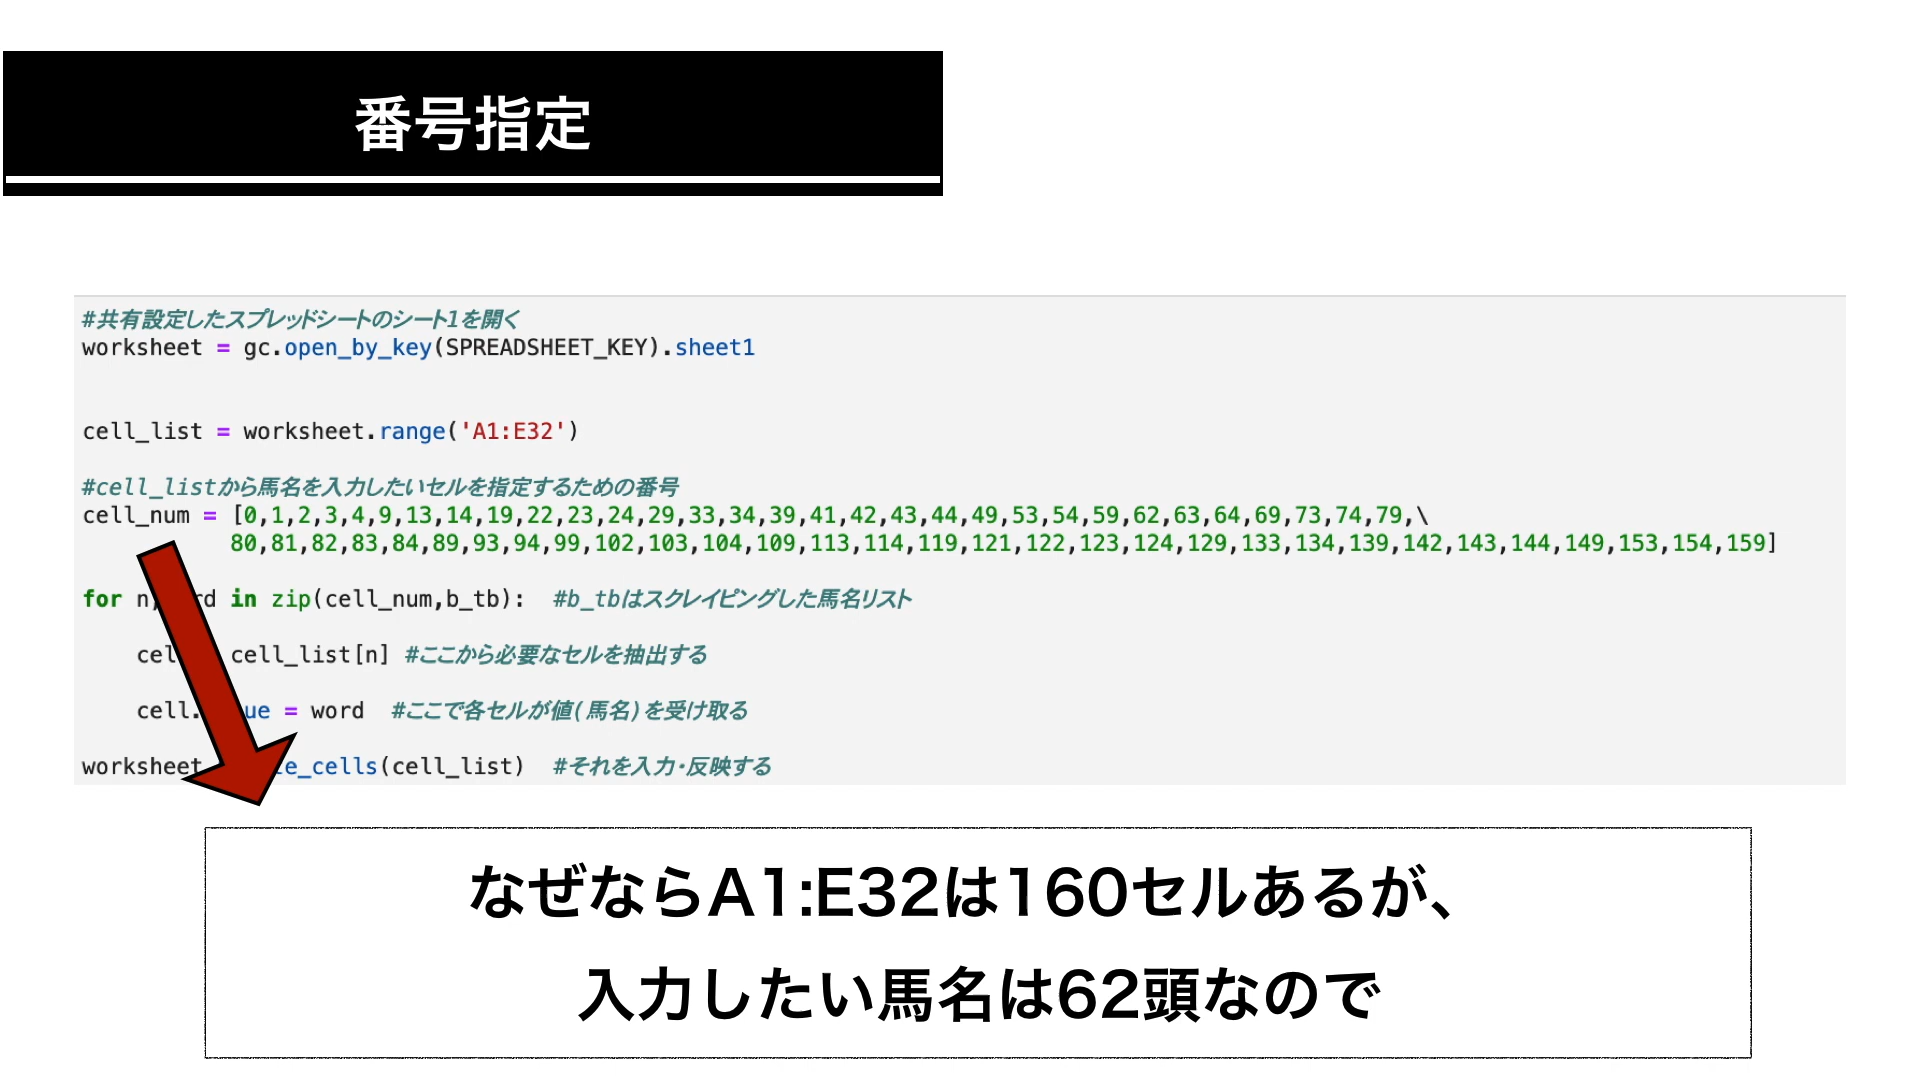 番号指定
#共有設定したスプレッドシートのシート1を開く
worksheet = gc.open_by_key(SPREADSHEET_KEY).sheet1
cell_list = worksheet.range('A1:E32')
#cell_listから馬名を入力したいセルを指定するための番号
cell_num = [0,1,2,3,4,9,13,14,19,22,23,24,29,33,34,39,41,42,43,44,49,53,54,59,62,63,64,69,73,74,79,\
80,81,82,83,84,89,93,94,99,102,103,104,109,113,114,119,121,122,123,124,129,133,134,139,142,143,144,149,153,154,159]
for n, rd in zip(cell_num,b_tb): #b_tbはスクレイピングした馬名リスト
cel cell_list[n] #ここから必要なセルを抽出する
cell. ue = word #ここで各セルが値(馬名)を受け取る
worksheet e_cells(cell_list) #それを入力・反映する
なぜならA1:E32は160セルあるが、
入力したい馬名は62頭なので